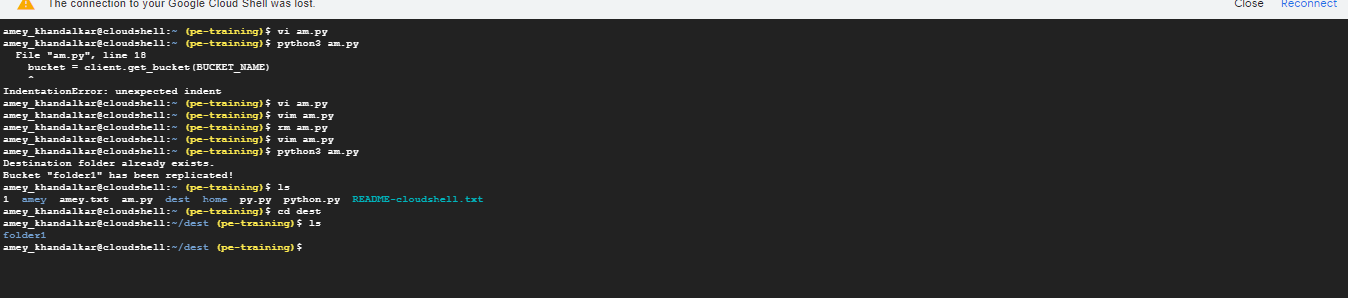 The connection to your Google Cloud Shell was lost.
Close Reconnect
amey_khandalkar@cloudshell:~ (pe-training)$ vi am.py
amey_khandalkar@cloudshell:~ (pe-training)$ python3 am.py
  File "am.py", line 18
    bucket = client.get_bucket(BUCKET_NAME)
    ^
IndentationError: unexpected indent
amey_khandalkar@cloudshell:~ (pe-training)$ vi am.py
amey_khandalkar@cloudshell:~ (pe-training)$ vim am.py
amey_khandalkar@cloudshell:~ (pe-training)$ rm am.py
amey_khandalkar@cloudshell:~ (pe-training)$ vim am.py
amey_khandalkar@cloudshell:~ (pe-training)$ python3 am.py
Destination folder already exists.
Bucket "folder1" has been replicated!
amey_khandalkar@cloudshell:~ (pe-training)$ ls
1  amey  amey.txt  am.py  dest  home  py.py  python.py  README-cloudshell.txt
amey_khandalkar@cloudshell:~ (pe-training)$ cd dest
amey_khandalkar@cloudshell:~/dest (pe-training)$ ls
folder1
amey_khandalkar@cloudshell:~/dest (pe-training)$